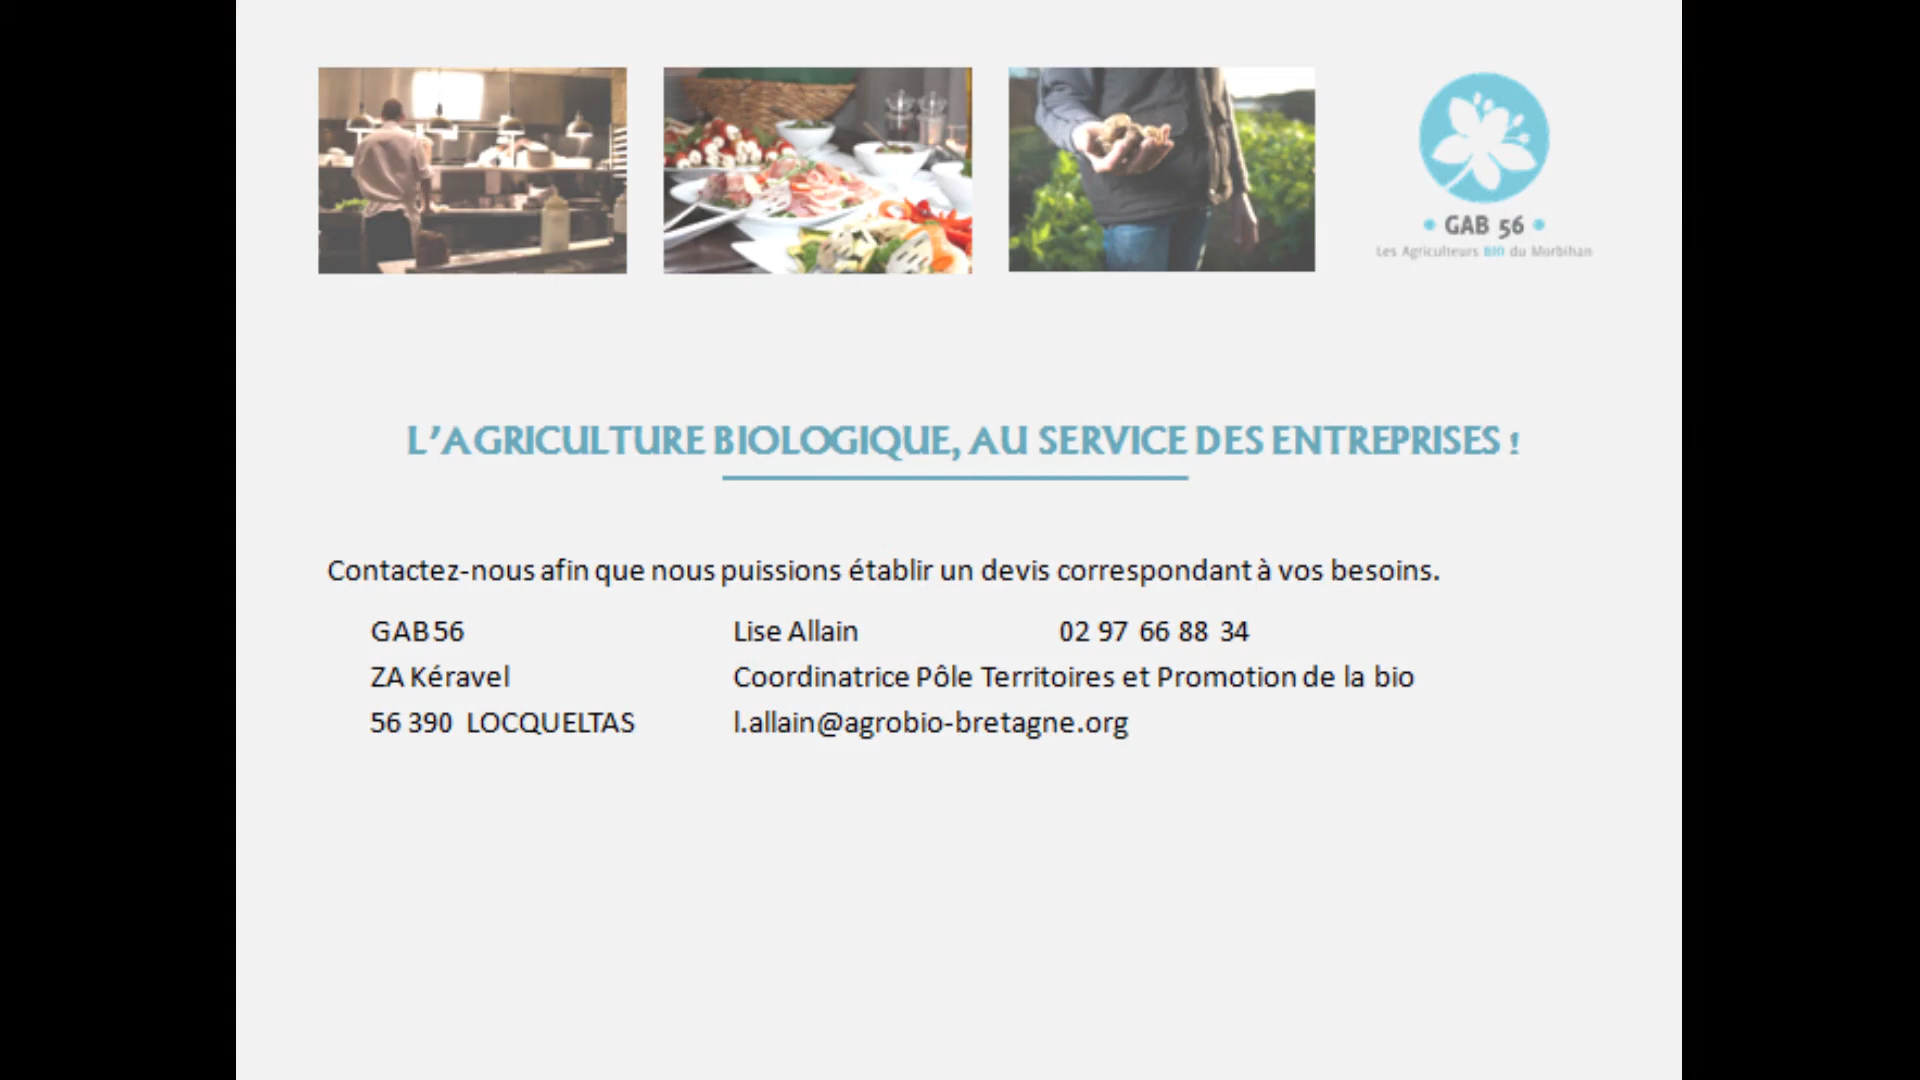 • GAB 56 •
Les Agriculteurs BIO du Morbihan
L’AGRICULTURE BIOLOGIQUE, AU SERVICE DES ENTREPRISES !
Contactez-nous afin que nous puissions établir un devis correspondant à vos besoins.
GAB 56 Lise Allain 02 97 66 88 34
ZA Kéravel Coordinatrice Pôle Territoires et Promotion de la bio
56 390 LOCQUELTAS l.allain@agrobio-bretagne.org